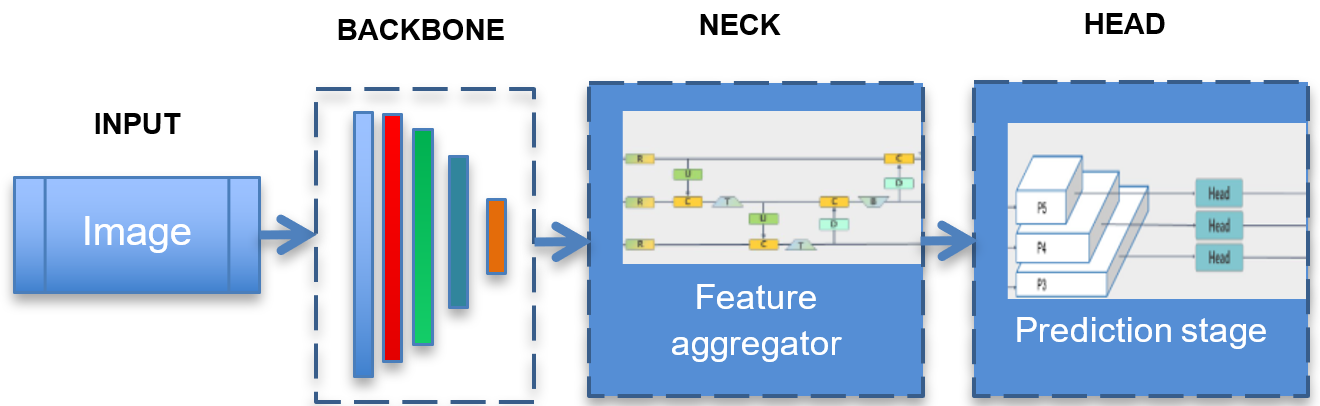 INPUT
Image
BACKBONE
NECK
R
C
U
D
R
C
T
C
B
U
D
R
C
T
Feature
aggregator
HEAD
P5
P4
P3
Head
Head
Head
Prediction stage